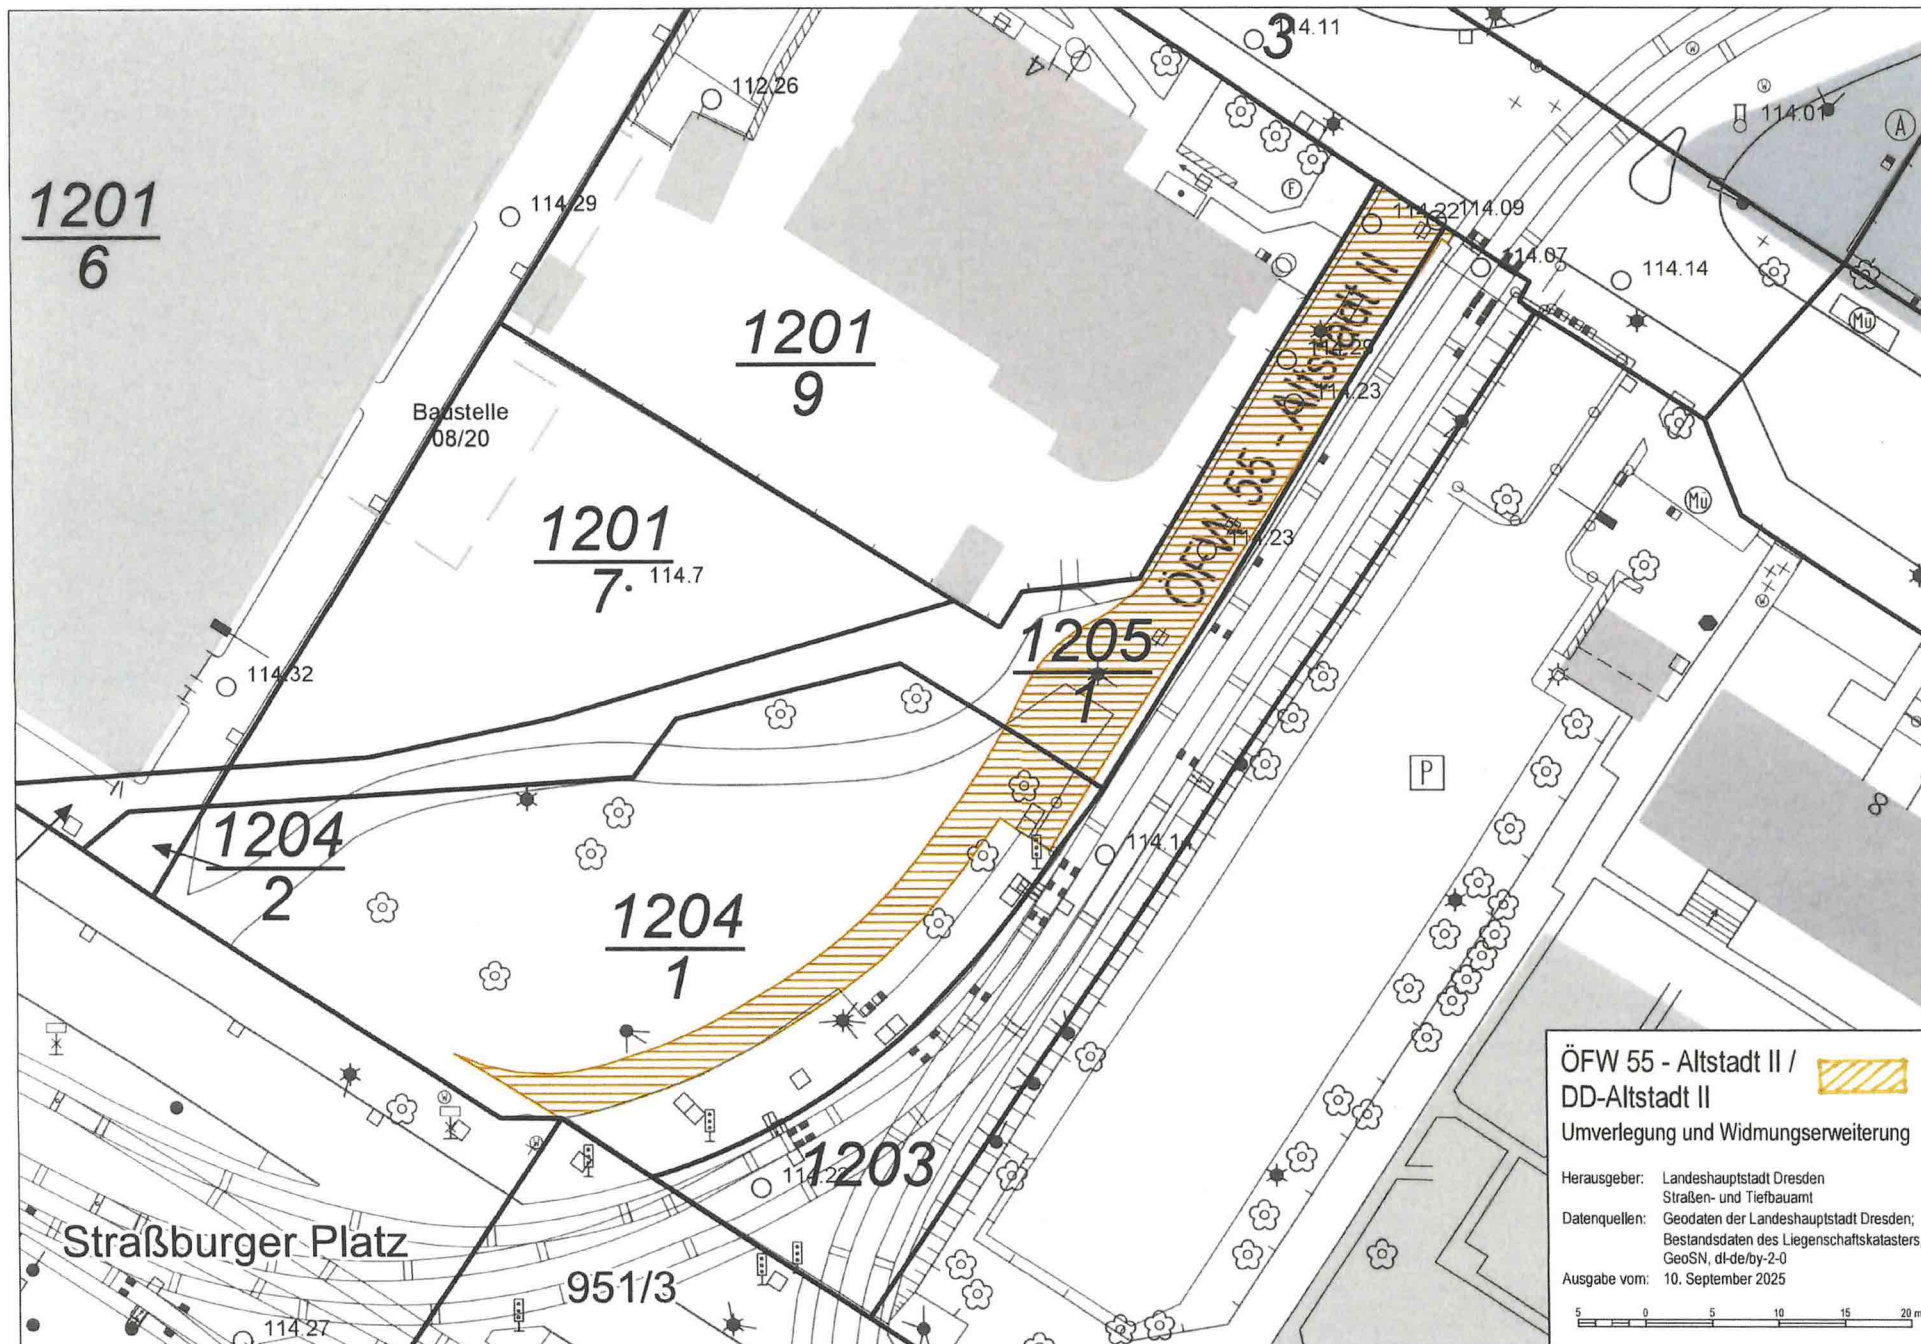 3
114.11
112.26
114.01
A
1201
6
114.29
F
114.22
114.09
114.07
114.14
Mü
1201
9
ÖFW 55 - Altstadt II
114.23
Baustelle
08/20
1201
7
114.7
114.23
Mü
1205
1
114.32
P
8
1204
2
114.14
1204
1
1203
Straßburger Platz
951/3
114.27
ÖFW 55 - Altstadt II /
DD-Altstadt II
Umverlegung und Widmungserweiterung
Herausgeber: Landeshauptstadt Dresden
Straßen- und Tiefbauamt
Datenquellen: Geodaten der Landeshauptstadt Dresden;
Bestandsdaten des Liegenschaftskatasters
GeoSN, dl-de/by-2-0
Ausgabe vom: 10. September 2025
5 0 5 10 15 20 m